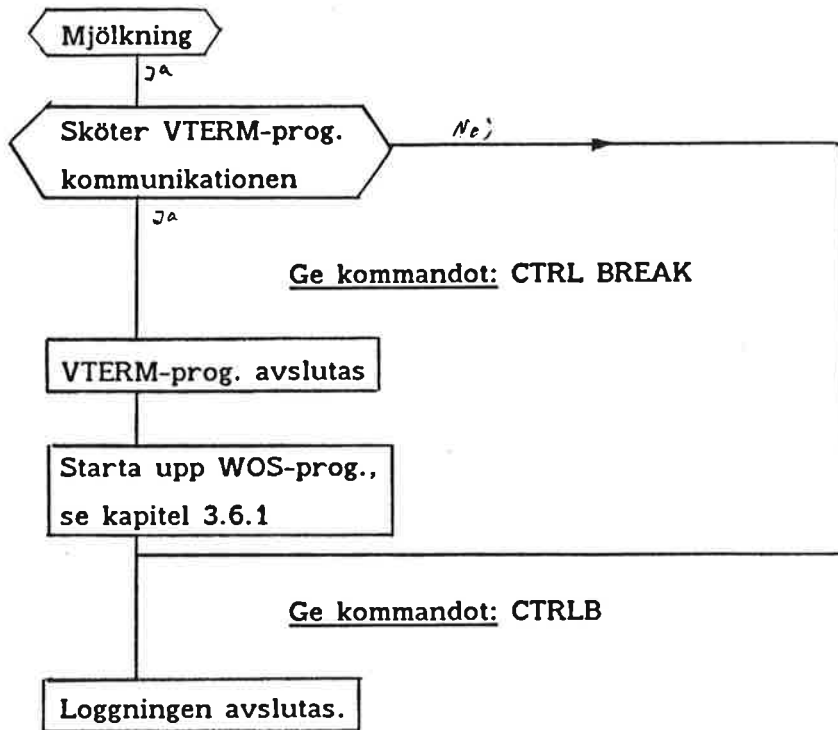 Mjölkning
Ja
Sköter VTERM-prog.
kommunikationen
Nej
Ja
Ge kommandot: CTRL BREAK
VTERM-prog. avslutas
Starta upp WOS-prog.,
se kapitel 3.6.1
Ge kommandot: CTRLB
Loggningen avslutas.